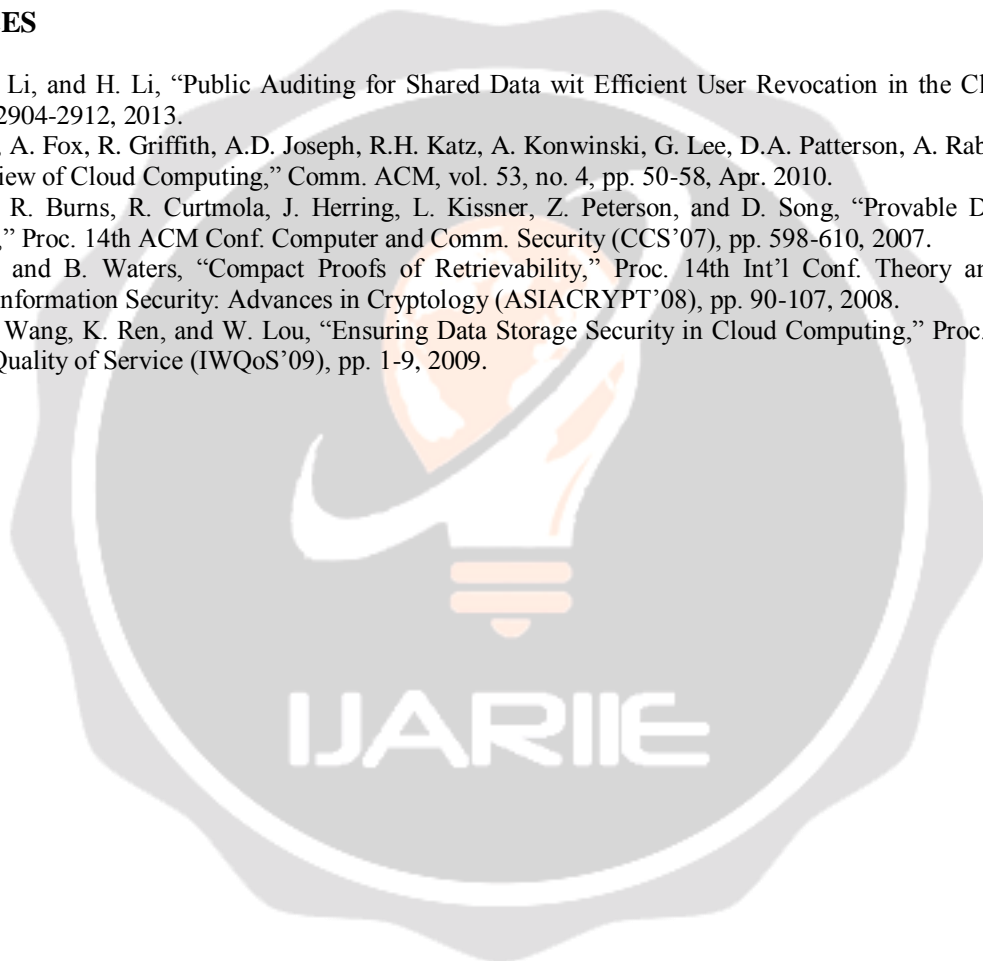 ES
Li, and H. Li, “Public Auditing for Shared Data wit Efficient User Revocation in the Cl
2904-2912, 2013.
, A. Fox, R. Griffith, A.D. Joseph, R.H. Katz, A. Konwinski, G. Lee, D.A. Patterson, A. Rab
iew of Cloud Computing,” Comm. ACM, vol. 53, no. 4, pp. 50-58, Apr. 2010.
R. Burns, R. Curtmola, J. Herring, L. Kissner, Z. Peterson, and D. Song, “Provable D
,” Proc. 14th ACM Conf. Computer and Comm. Security (CCS’07), pp. 598-610, 2007.
and B. Waters, “Compact Proofs of Retrievability,” Proc. 14th Int’l Conf. Theory an
nformation Security: Advances in Cryptology (ASIACRYPT’08), pp. 90-107, 2008.
Wang, K. Ren, and W. Lou, “Ensuring Data Storage Security in Cloud Computing,” Proc.
Quality of Service (IWQoS’09), pp. 1-9, 2009.
IJARIIE